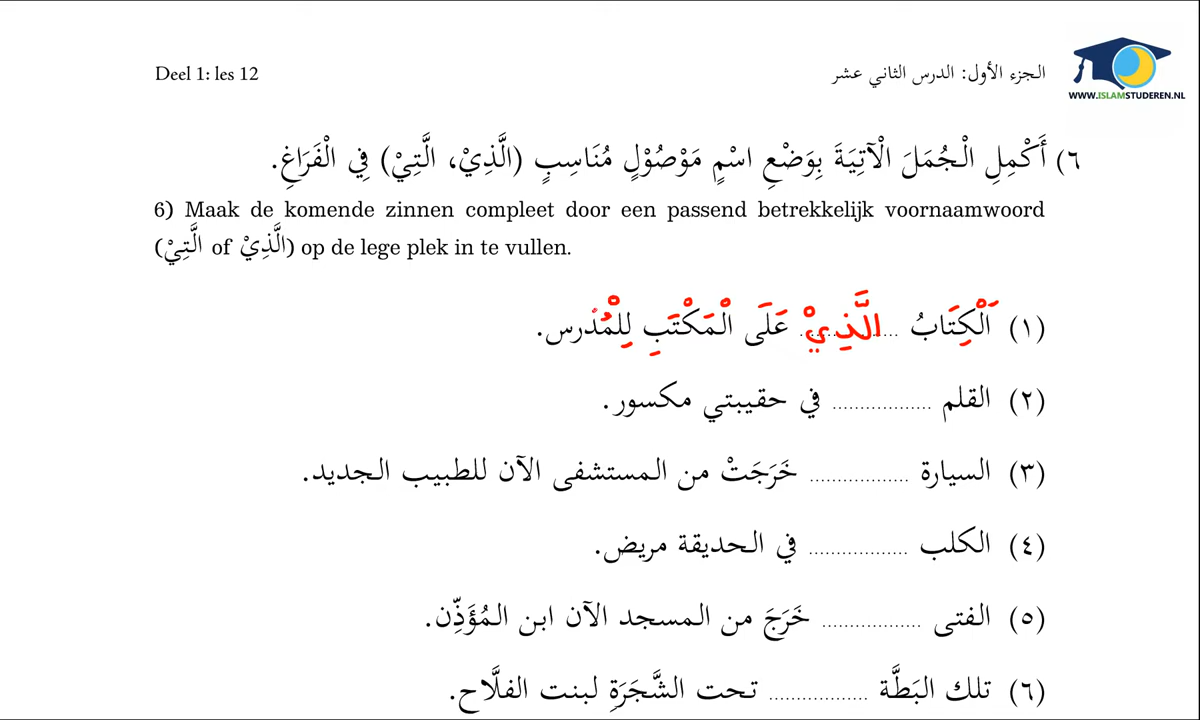 Deel 1: les 12
الجزء الأول: الدرس الثاني عشر
WWW.ISLAMSTUDEREN.NL
٦) أَكْمِلِ الْجُمَلَ الْآتِيَةَ بِوَضْعِ اسْمٍ مَوْصُوْلٍ مُنَاسِبٍ (الَّذِيْ، الَّتِيْ) فِي الْفَرَاغِ.
6) Maak de komende zinnen compleet door een passend betrekkelijk voornaamwoord
(الَّذِيْ of الَّتِيْ) op de lege plek in te vullen.
(١) اَلْكِتَابُ الَّذِيْ عَلَى الْمَكْتَبِ لِلْمُدَرس.
(٢) القلم ................. في حقيبتي مكسور.
(٣) السيارة ................. خَرَجَتْ من المستشفى الآن للطبيب الجديد.
(٤) الكلب ................. في الحديقة مريض.
(٥) الفتى ................. خَرَجَ من المسجد الآن ابن المُؤَذِّن.
(٦) تلك البَطَّة ................. تحت الشَّجَرَةِ لبنت الفلَّاح.